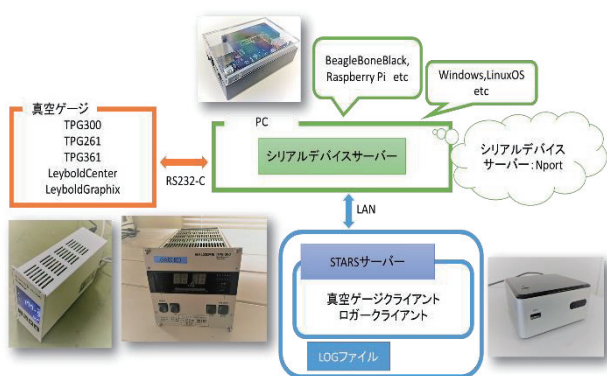 BeagleBoneBlack,
Raspberry Pi etc
Windows,LinuxOS
etc
真空ゲージ
TPG300
TPG261
TPG361
LeyboldCenter
LeyboldGraphix
RS232-C
PC
シリアルデバイスサーバー
シリアルデバイス
サーバー：Nport
LAN
STARSサーバー
真空ゲージクライアント
ロガークライアント
LOGファイル